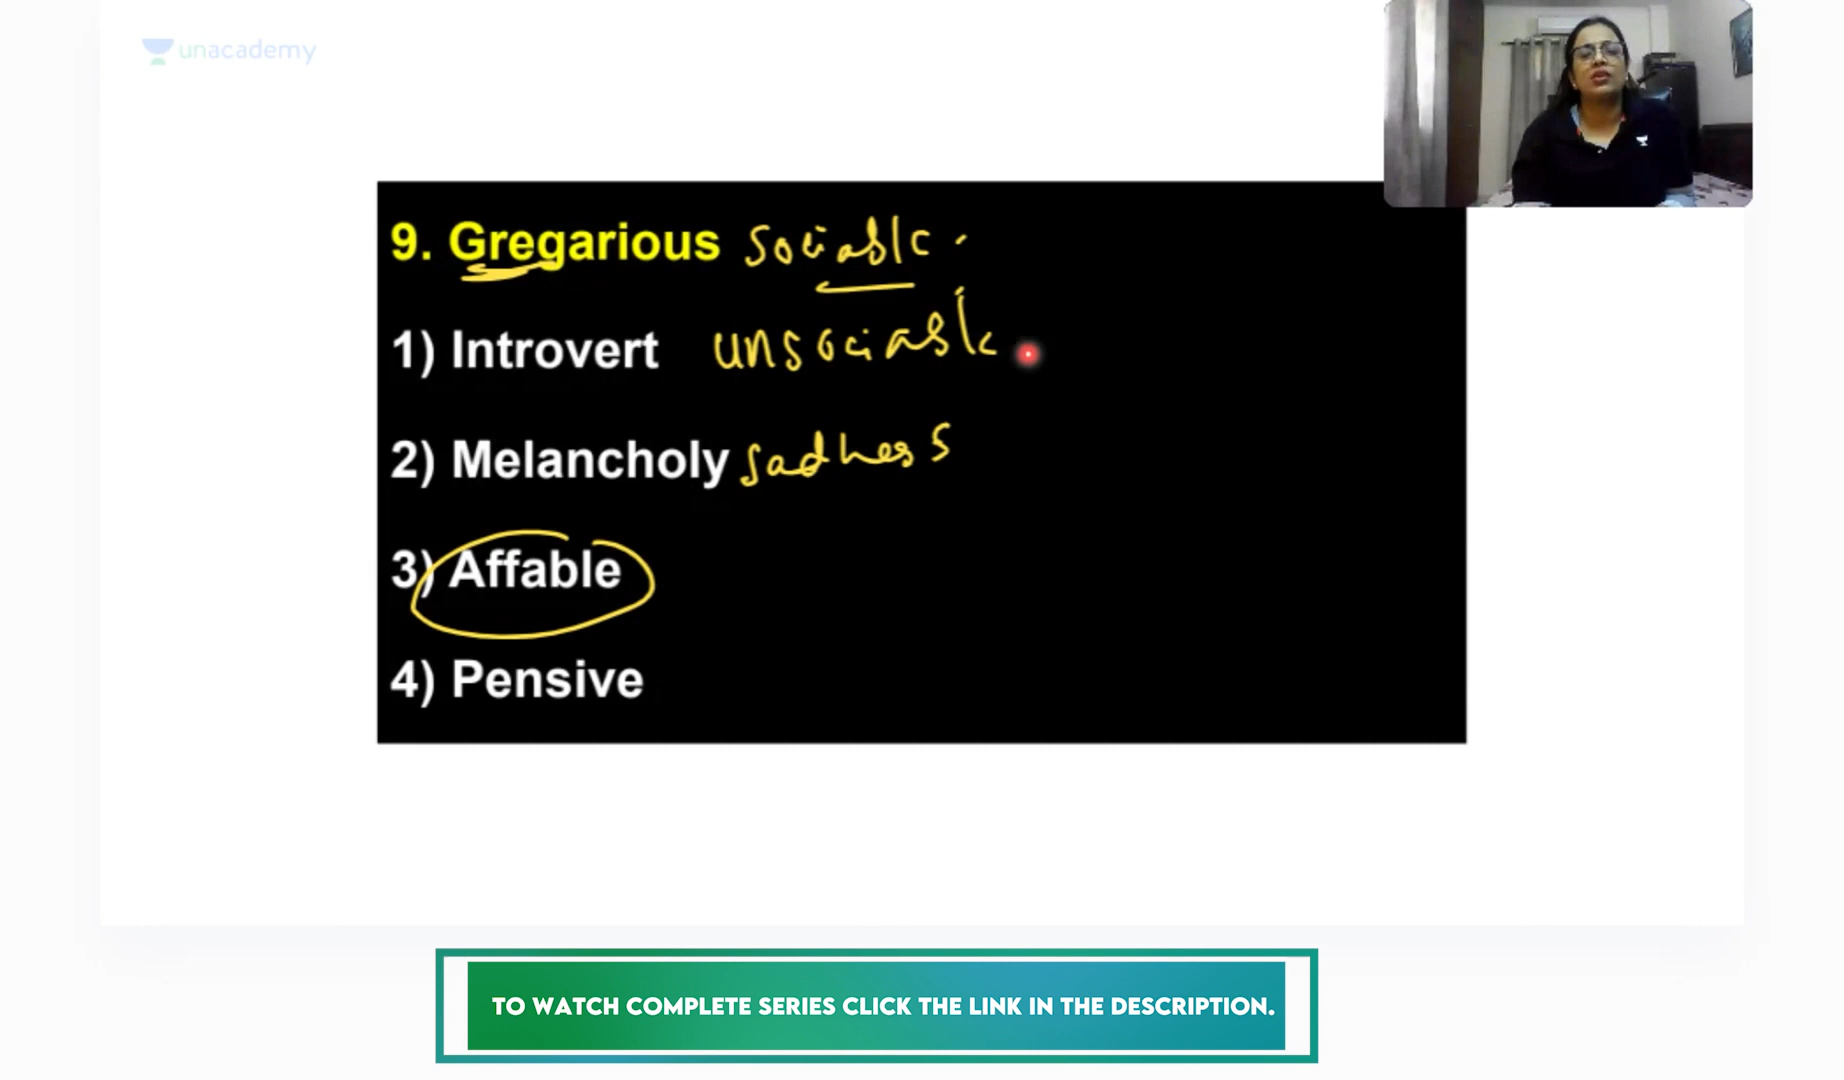 unacademy
9. Gregarious sociable.
1) Introvert unsociable
2) Melancholy sadness
3) Affable
4) Pensive
TO WATCH COMPLETE SERIES CLICK THE LINK IN THE DESCRIPTION.